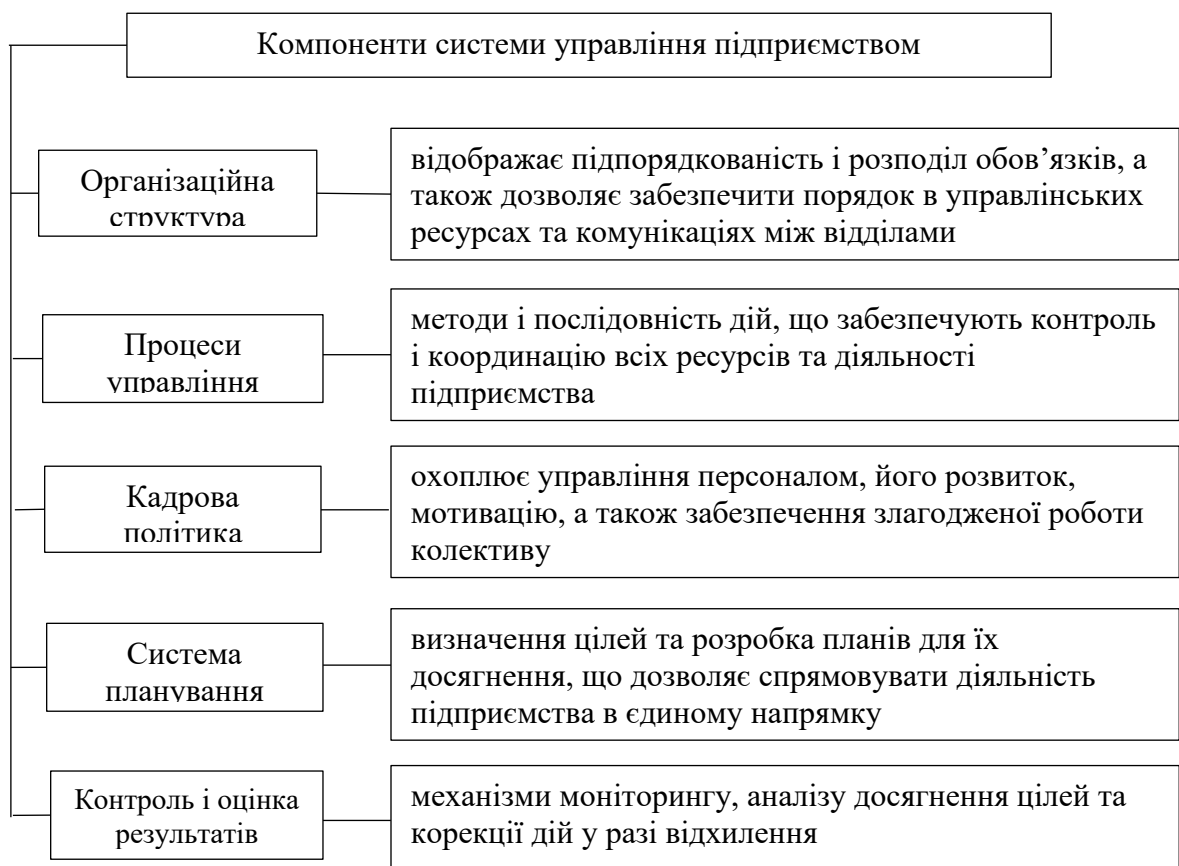 Компоненти системи управління підприємством
Організаційна
структура
відображає підпорядкованість і розподіл обов’язків, а
також дозволяє забезпечити порядок в управлінських
ресурсах та комунікаціях між відділами
Процеси
управління
методи і послідовність дій, що забезпечують контроль
і координацію всіх ресурсів та діяльності
підприємства
Кадрова
політика
охоплює управління персоналом, його розвиток,
мотивацію, а також забезпечення злагодженої роботи
колективу
Система
планування
визначення цілей та розробка планів для їх
досягнення, що дозволяє спрямовувати діяльність
підприємства в єдиному напрямку
Контроль і оцінка
результатів
механізми моніторингу, аналізу досягнення цілей та
корекції дій у разі відхилення